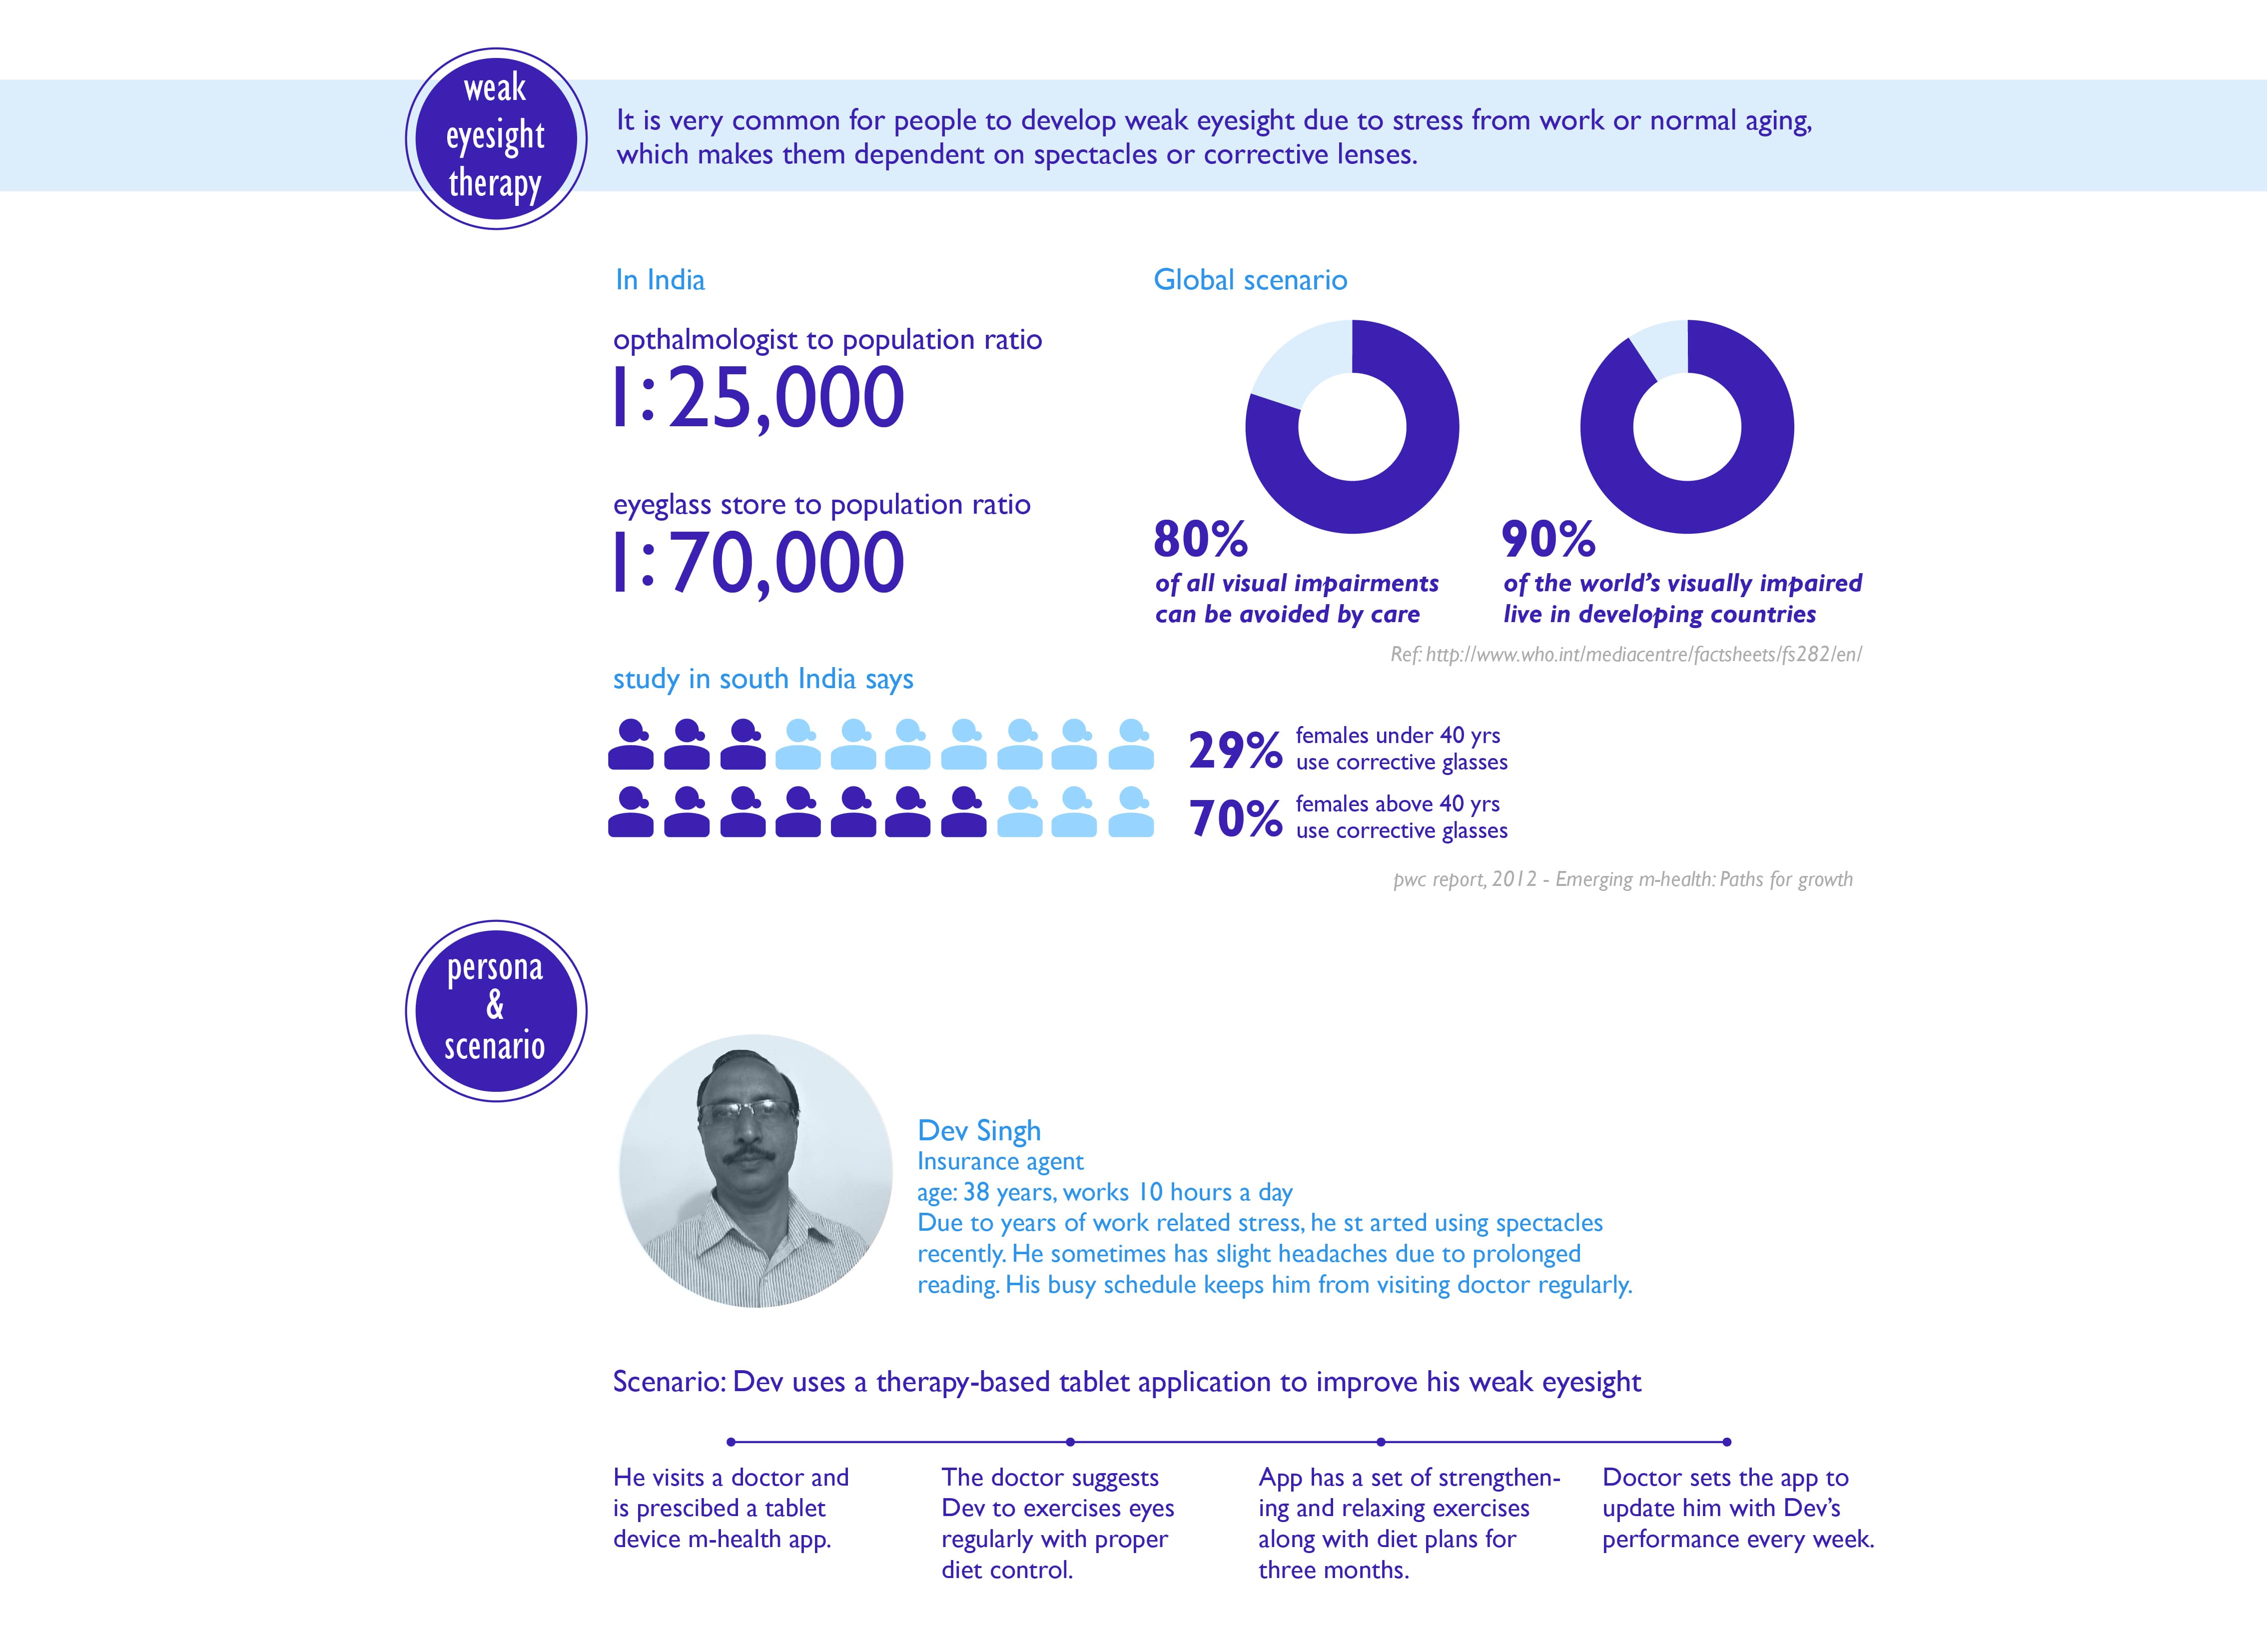 weak
eyesight
therapy
It is very common for people to develop weak eyesight due to stress from work or normal aging,
which makes them dependent on spectacles or corrective lenses.
In India
opthalmologist to population ratio
1:25,000
eyeglass store to population ratio
1:70,000
Global scenario
80%
of all visual impairments
can be avoided by care
90%
of the world's visually impaired
live in developing countries
Ref: http://www.who.int/mediacentre/factsheets/fs282/en/
study in south India says
29%
females under 40 yrs
use corrective glasses
70%
females above 40 yrs
use corrective glasses
pwc report, 2012 - Emerging m-health: Paths for growth
persona
&
scenario
Dev Singh
Insurance agent
age: 38 years, works 10 hours a day
Due to years of work related stress, he st arted using spectacles
recently. He sometimes has slight headaches due to prolonged
reading. His busy schedule keeps him from visiting doctor regularly.
Scenario: Dev uses a therapy-based tablet application to improve his weak eyesight
He visits a doctor and
is prescibed a tablet
device m-health app.
The doctor suggests
Dev to exercises eyes
regularly with proper
diet control.
App has a set of strengthen-
ing and relaxing exercises
along with diet plans for
three months.
Doctor sets the app to
update him with Dev's
performance every week.